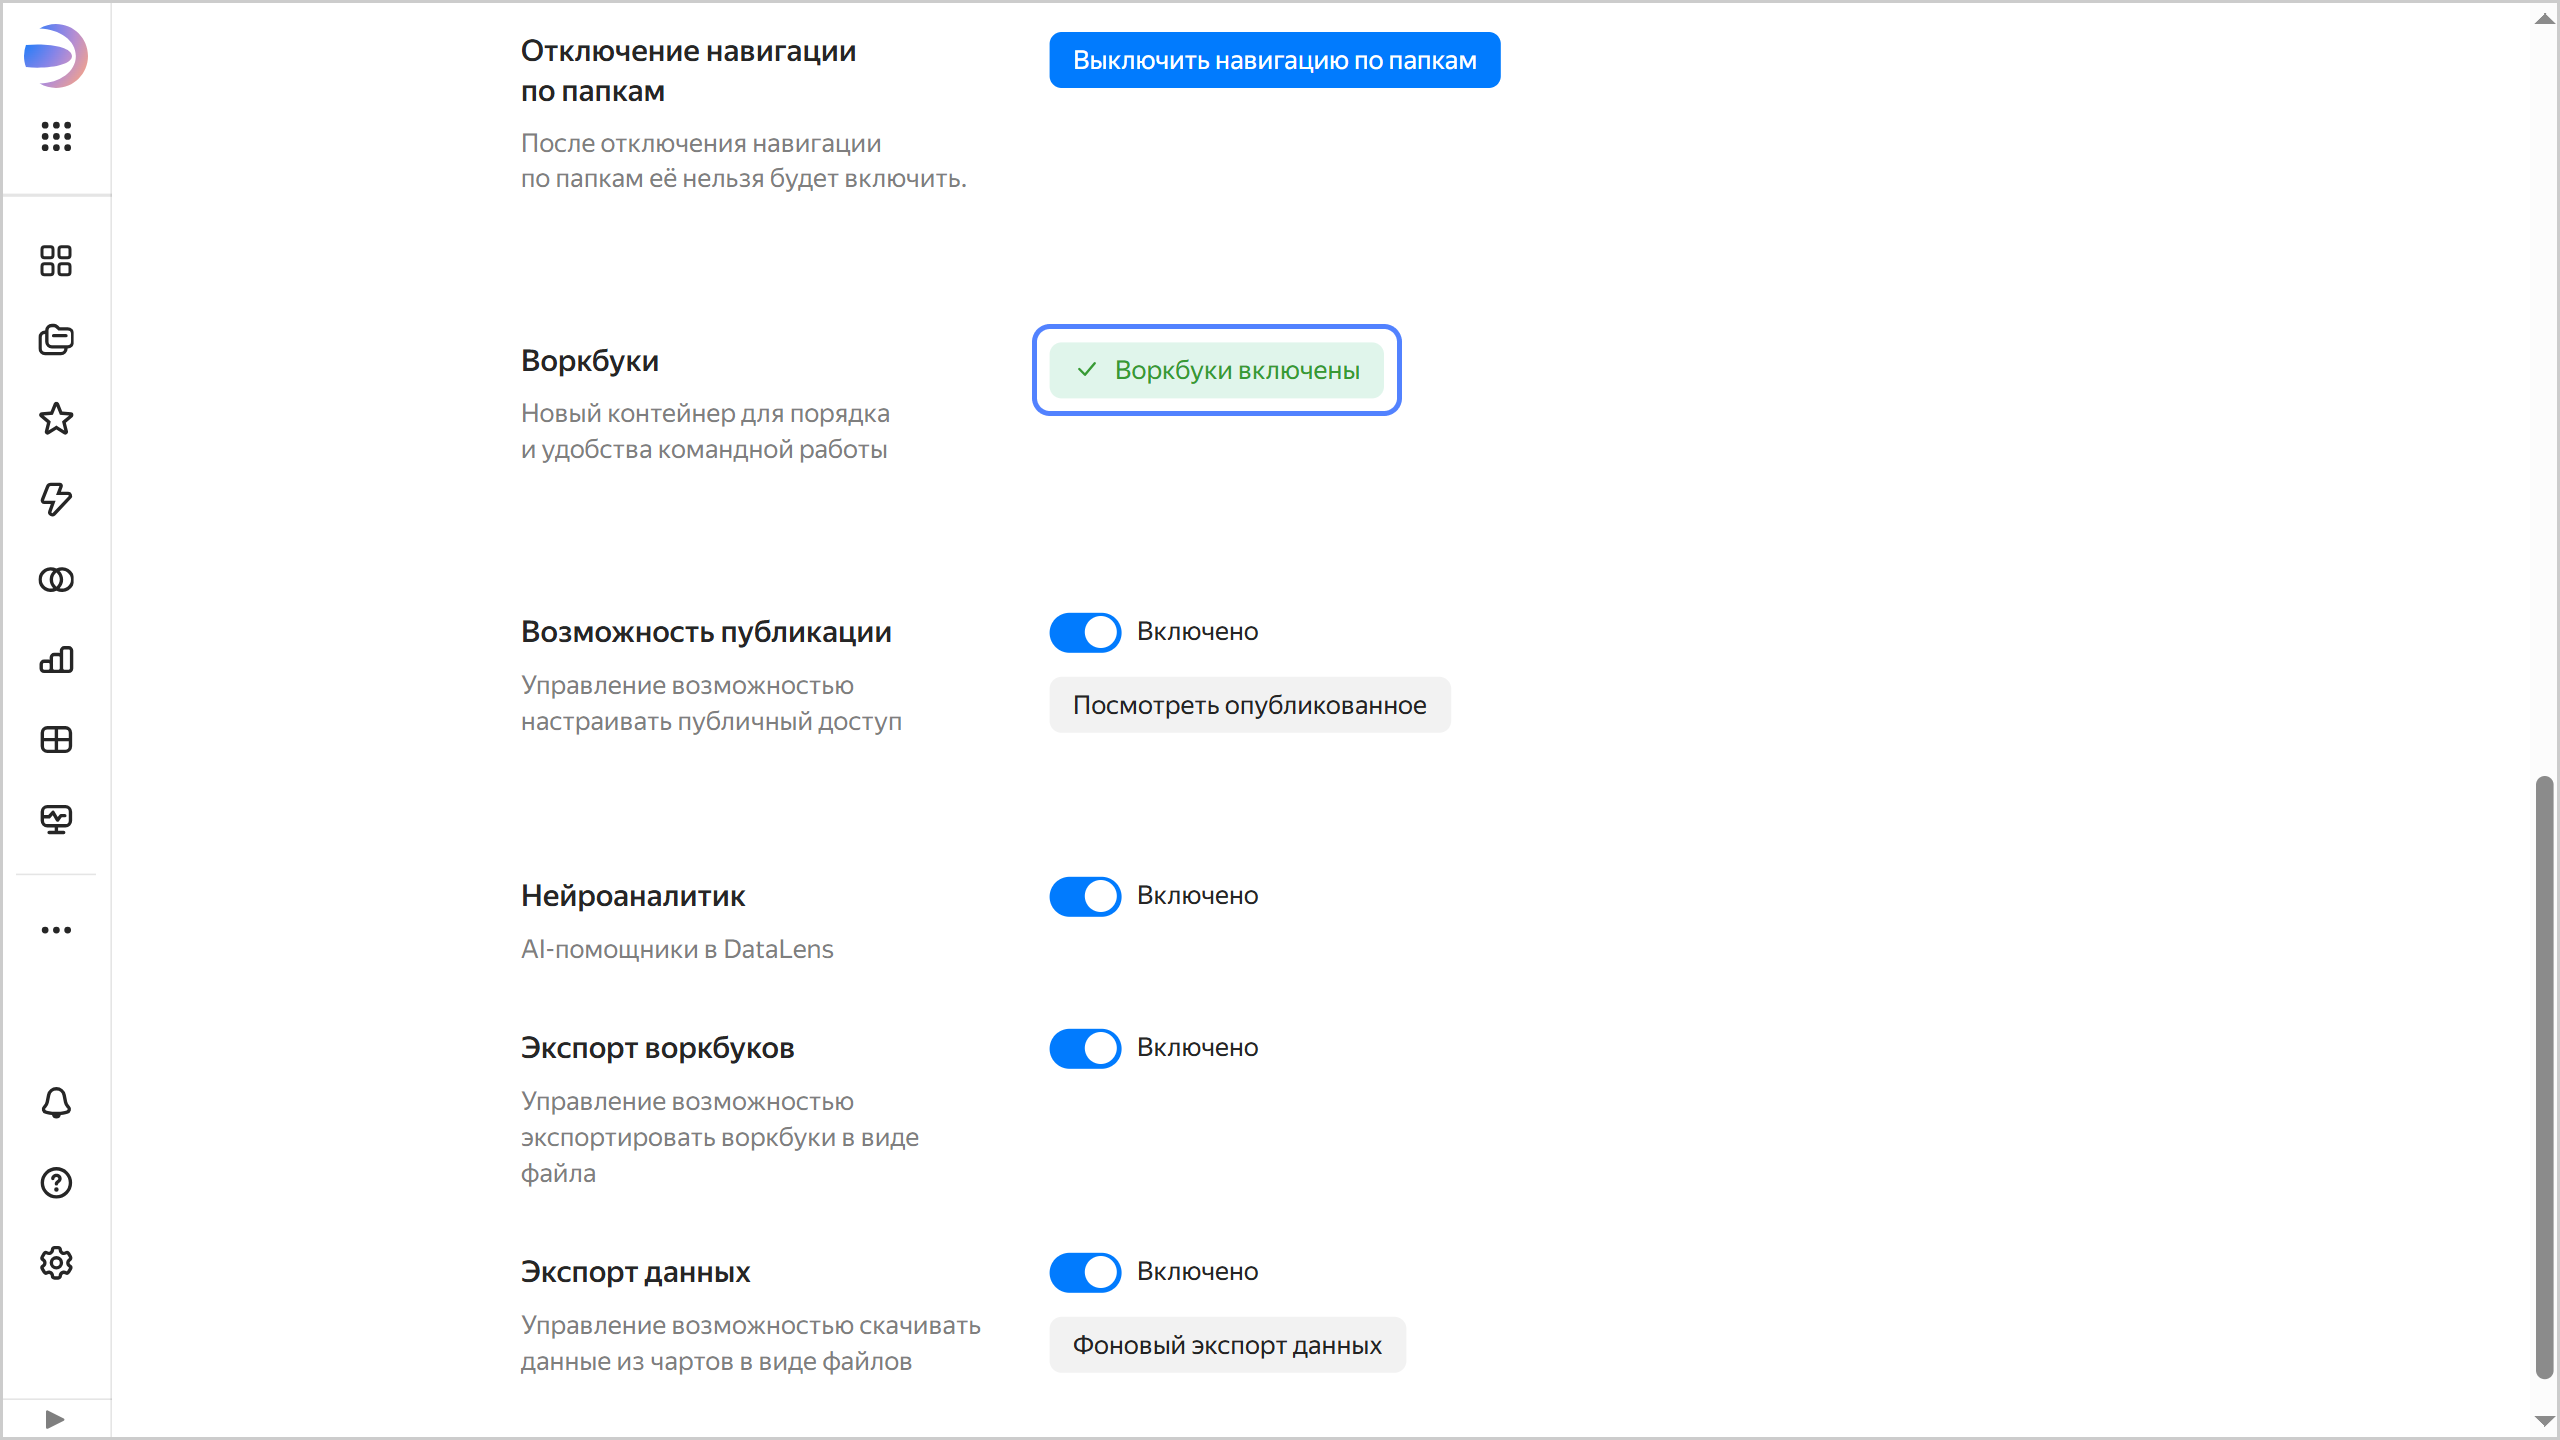 Отключение навигации
по папкам
Выключить навигацию по папкам
После отключения навигации
по папкам её нельзя будет включить.
Воркбуки
Воркбуки включены
Новый контейнер для порядка
и удобства командной работы
Возможность публикации
Включено
Управление возможностью
настраивать публичный доступ
Посмотреть опубликованное
Нейроаналитик
Включено
AI-помощники в DataLens
Экспорт воркбуков
Включено
Управление возможностью
экспортировать воркбуки в виде
файла
Экспорт данных
Включено
Управление возможностью скачивать
данные из чартов в виде файлов
Фоновый экспорт данных